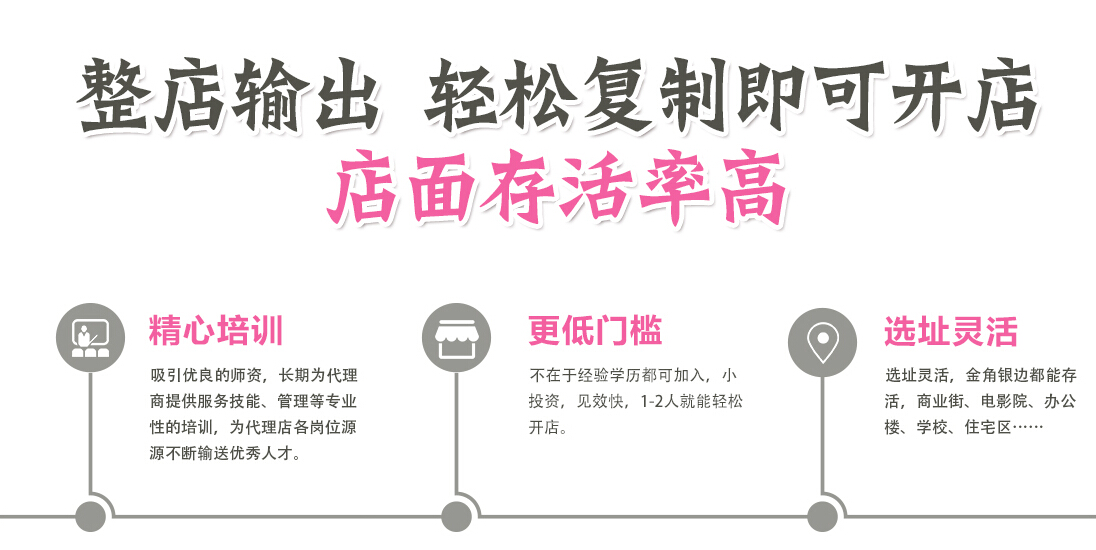 整店输出 轻松复制即可开店
店面存活率高
精心培训
吸引优良的师资，长期为代理
商提供服务技能、管理等专业
性的培训，为代理店各岗位源
源不断输送优秀人才。
更低门槛
不在于经验学历都可加入，小
投资，见效快，1-2人就能轻松
开店。
选址灵活
选址灵活，金角银边都能存
活，商业街、电影院、办公
楼、学校、住宅区……